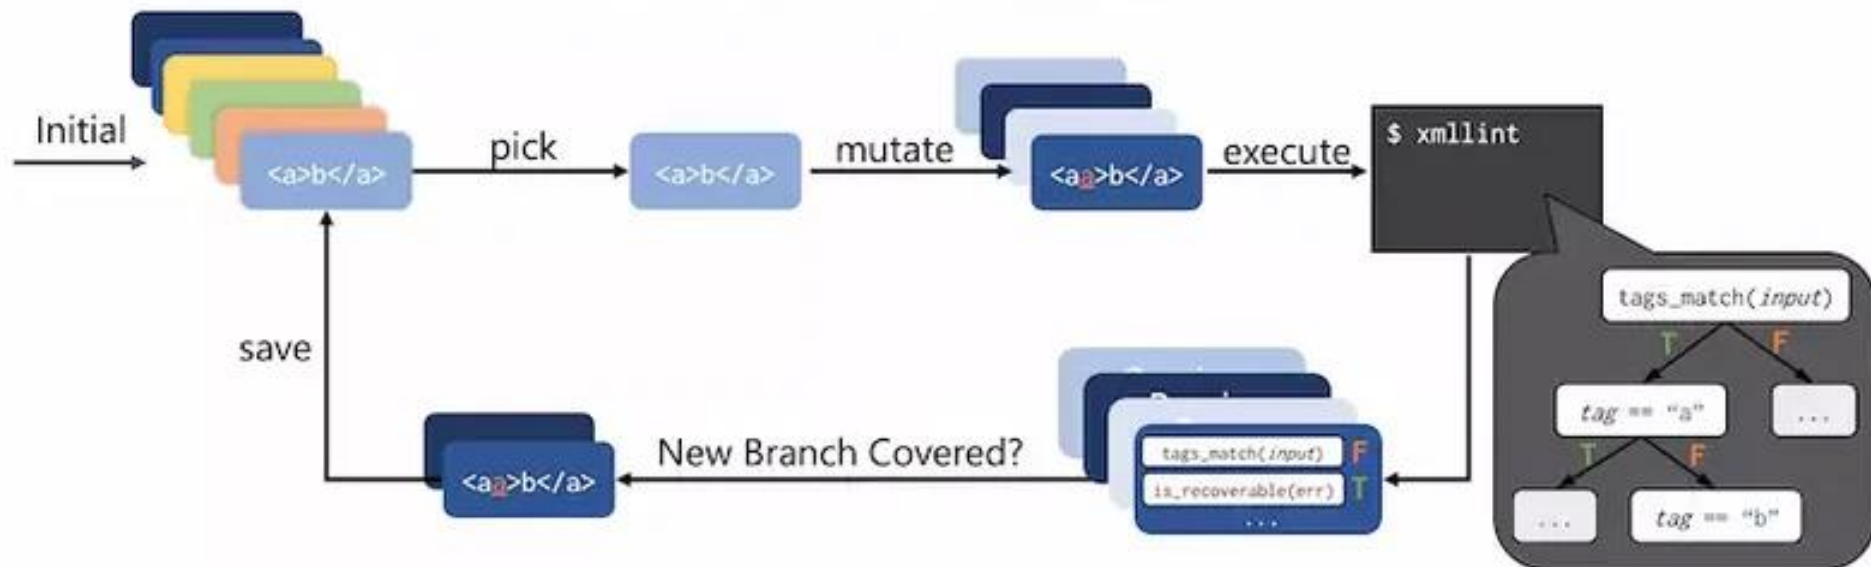 Initial
<a>b</a>
pick
<a>b</a>
mutate
<aa>b</a>
execute
$ xmllint
tags_match(input)
T
F
tag == "a"
...
T
F
...
tag == "b"
tags_match(input) F
is_recoverable(err) T
...
New Branch Covered?
<aa>b</a>
save